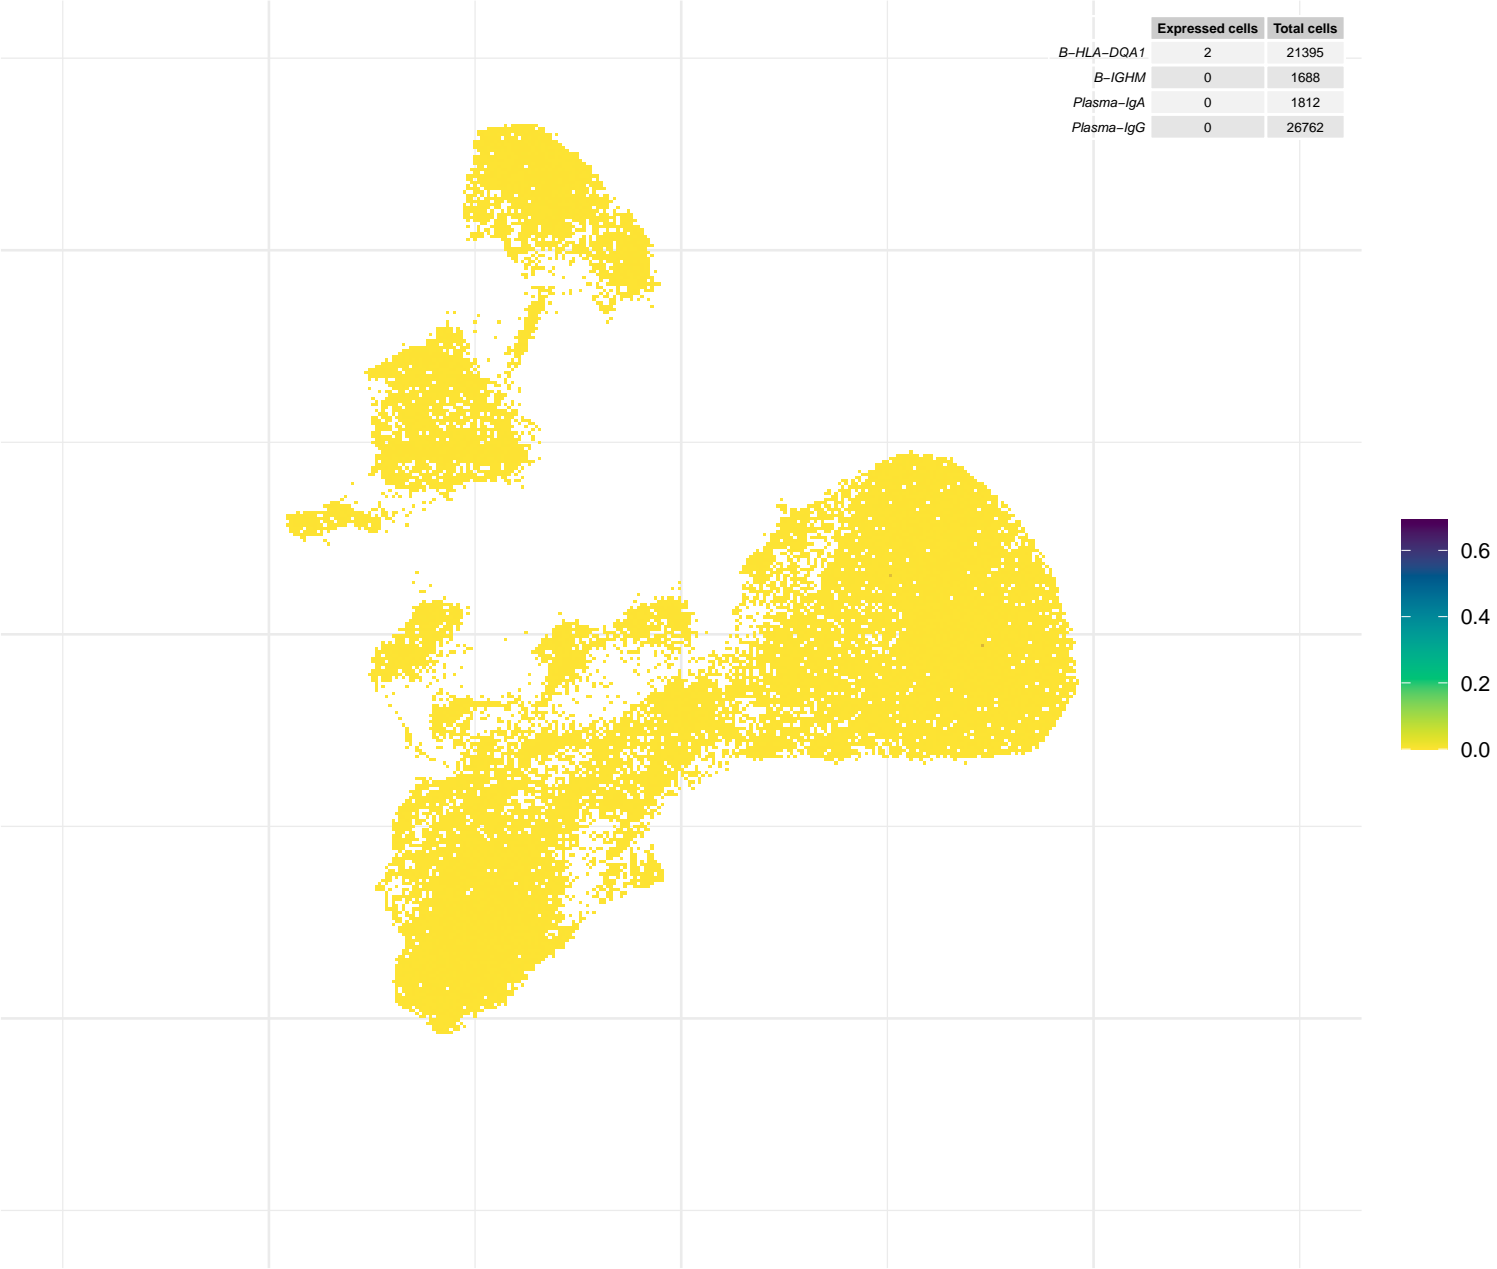 Expressed cells Total cells
B−HLA−DQA1 2 21395
B−IGHM 0 1688
Plasma−IgA 0 1812
Plasma−IgG 0 26762
0.6
0.4
0.2
0.0